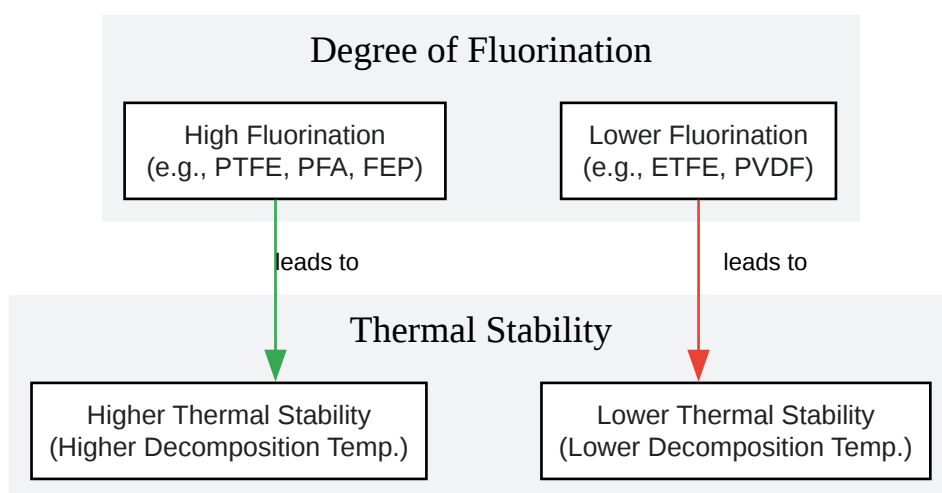 Degree of Fluorination
High Fluorination
(e.g., PTFE, PFA, FEP)
Lower Fluorination
(e.g., ETFE, PVDF)
leads to
leads to
Thermal Stability
Higher Thermal Stability
(Higher Decomposition Temp.)
Lower Thermal Stability
(Lower Decomposition Temp.)